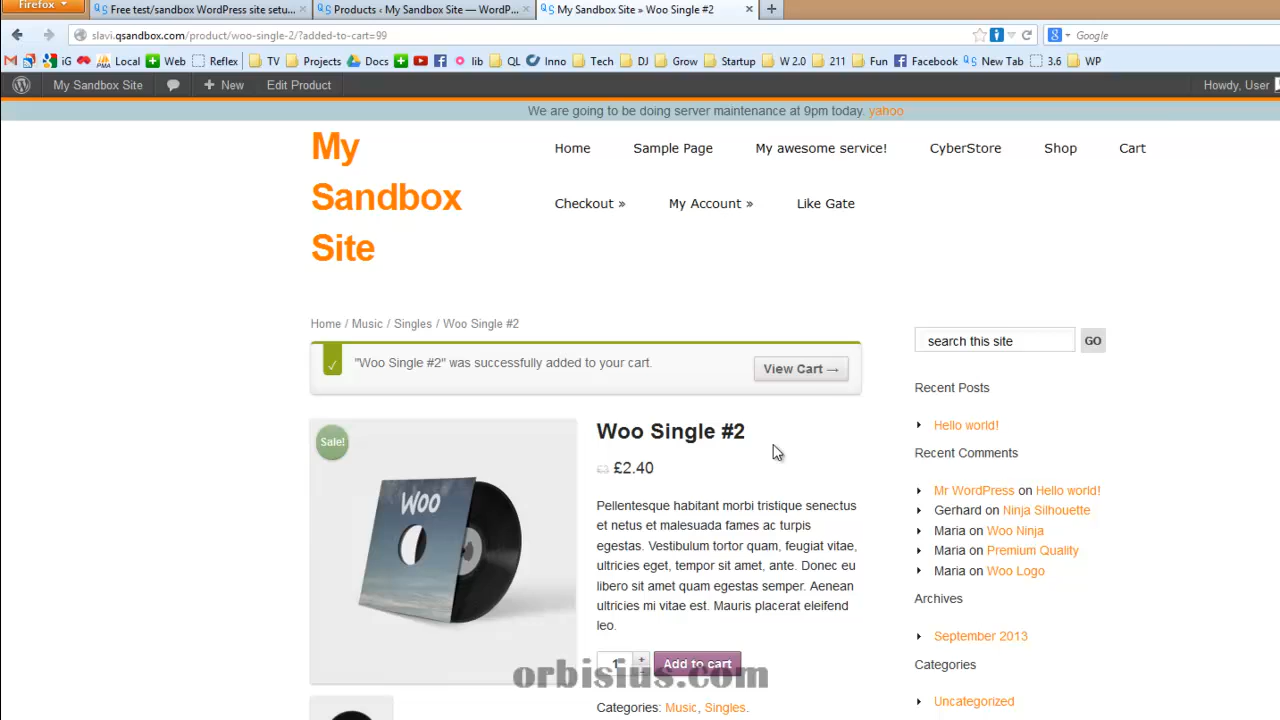 Firefox
Free test/sandbox WordPress site setu...
Products ‹ My Sandbox Site — WordP...
My Sandbox Site » Woo Single #2
slavi.qsandbox.com/product/woo-single-2/?added-to-cart=99
Google
iG Local Web Reflex TV Projects Docs lib QL Inno Tech DJ Grow Startup W 2.0 211 Fun Facebook New Tab 3.6 WP
My Sandbox Site + New Edit Product Howdy, User
We are going to be doing server maintenance at 9pm today. yahoo
My
Sandbox
Site
Home Sample Page My awesome service! CyberStore Shop Cart
Checkout » My Account » Like Gate
Home / Music / Singles / Woo Single #2
"Woo Single #2" was successfully added to your cart.
View Cart →
search this site GO
Recent Posts
Hello world!
Recent Comments
Mr WordPress on Hello world!
Gerhard on Ninja Silhouette
Maria on Woo Ninja
Maria on Premium Quality
Maria on Woo Logo
Archives
September 2013
Categories
Uncategorized
Sale!
WOO
Woo Single #2
£2.40
Pellentesque habitant morbi tristique senectus
et netus et malesuada fames ac turpis
egestas. Vestibulum tortor quam, feugiat vitae,
ultricies eget, tempor sit amet, ante. Donec eu
libero sit amet quam egestas semper. Aenean
ultricies mi vitae est. Mauris placerat eleifend
leo.
1 + Add to cart
orbisius.com
Categories: Music, Singles.